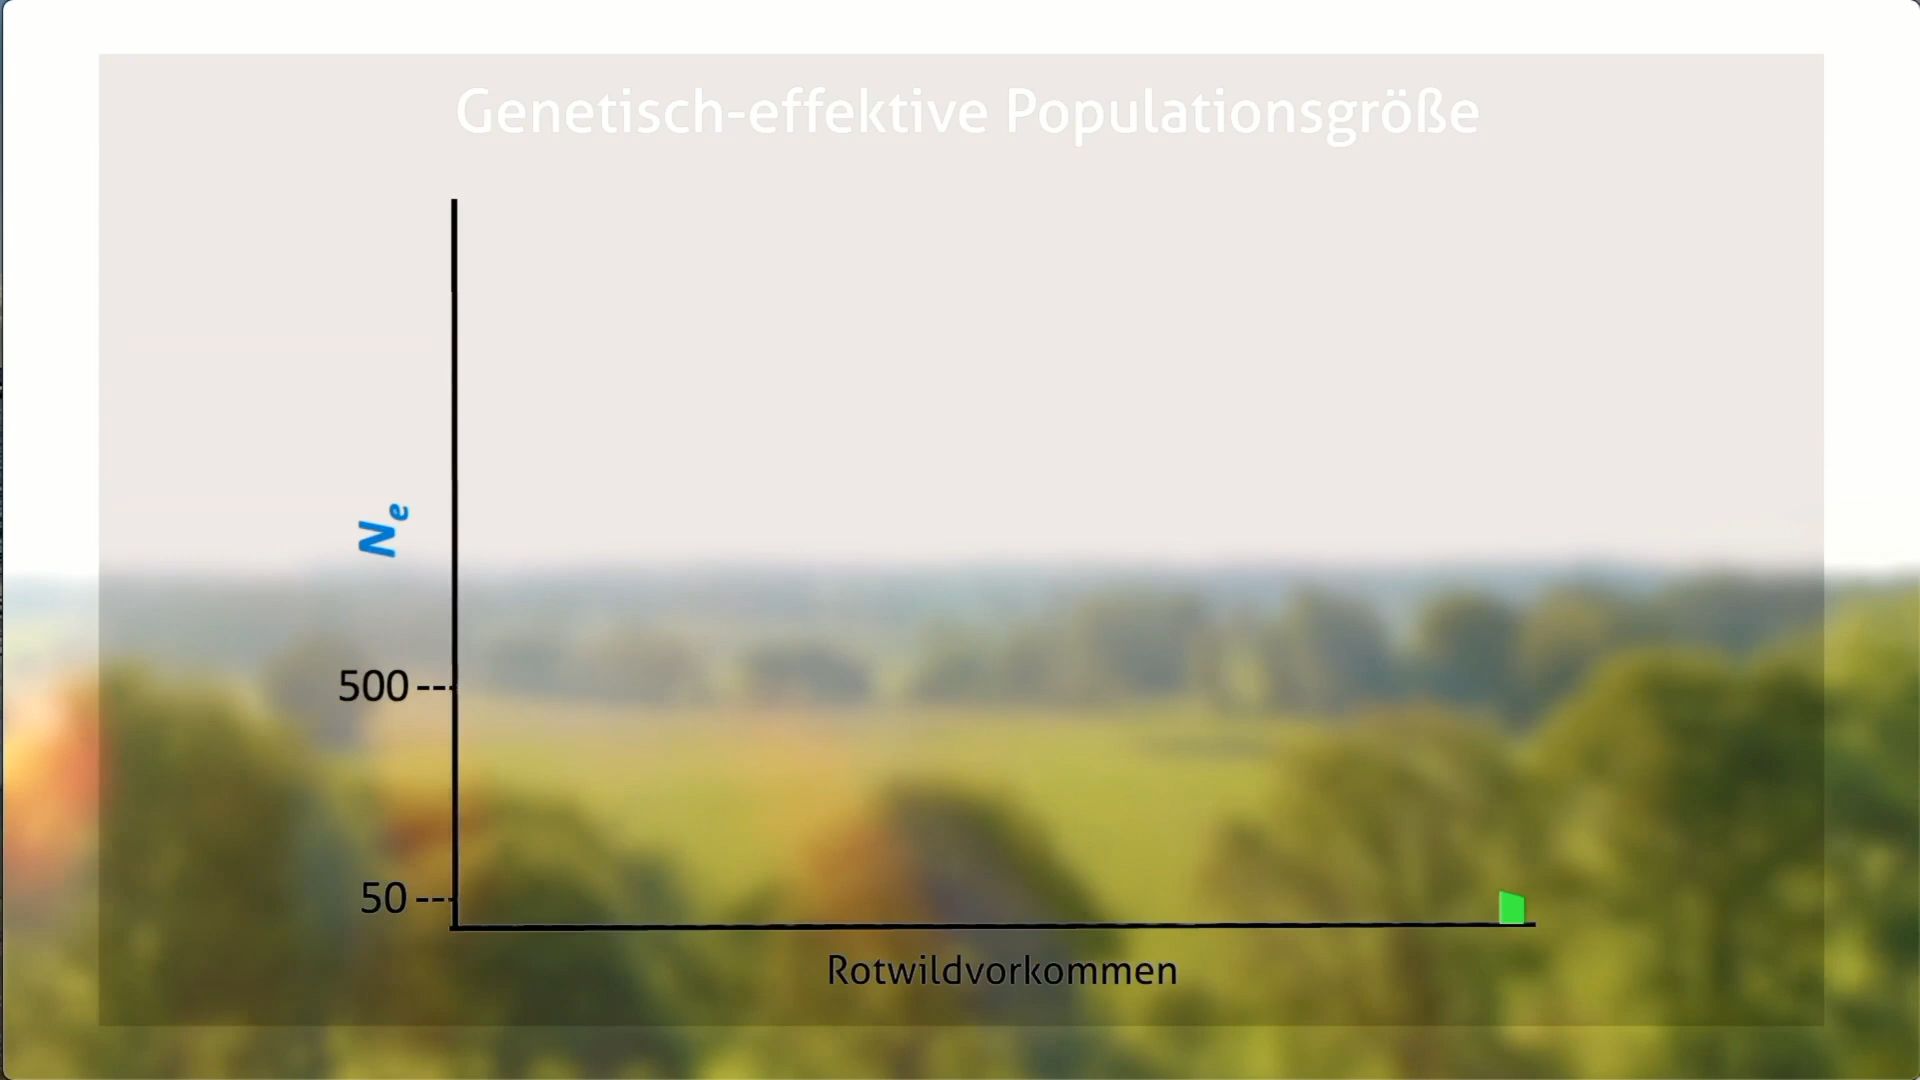 Genetisch-effektive Populationsgröße
Ne
500
50
Rotwildvorkommen